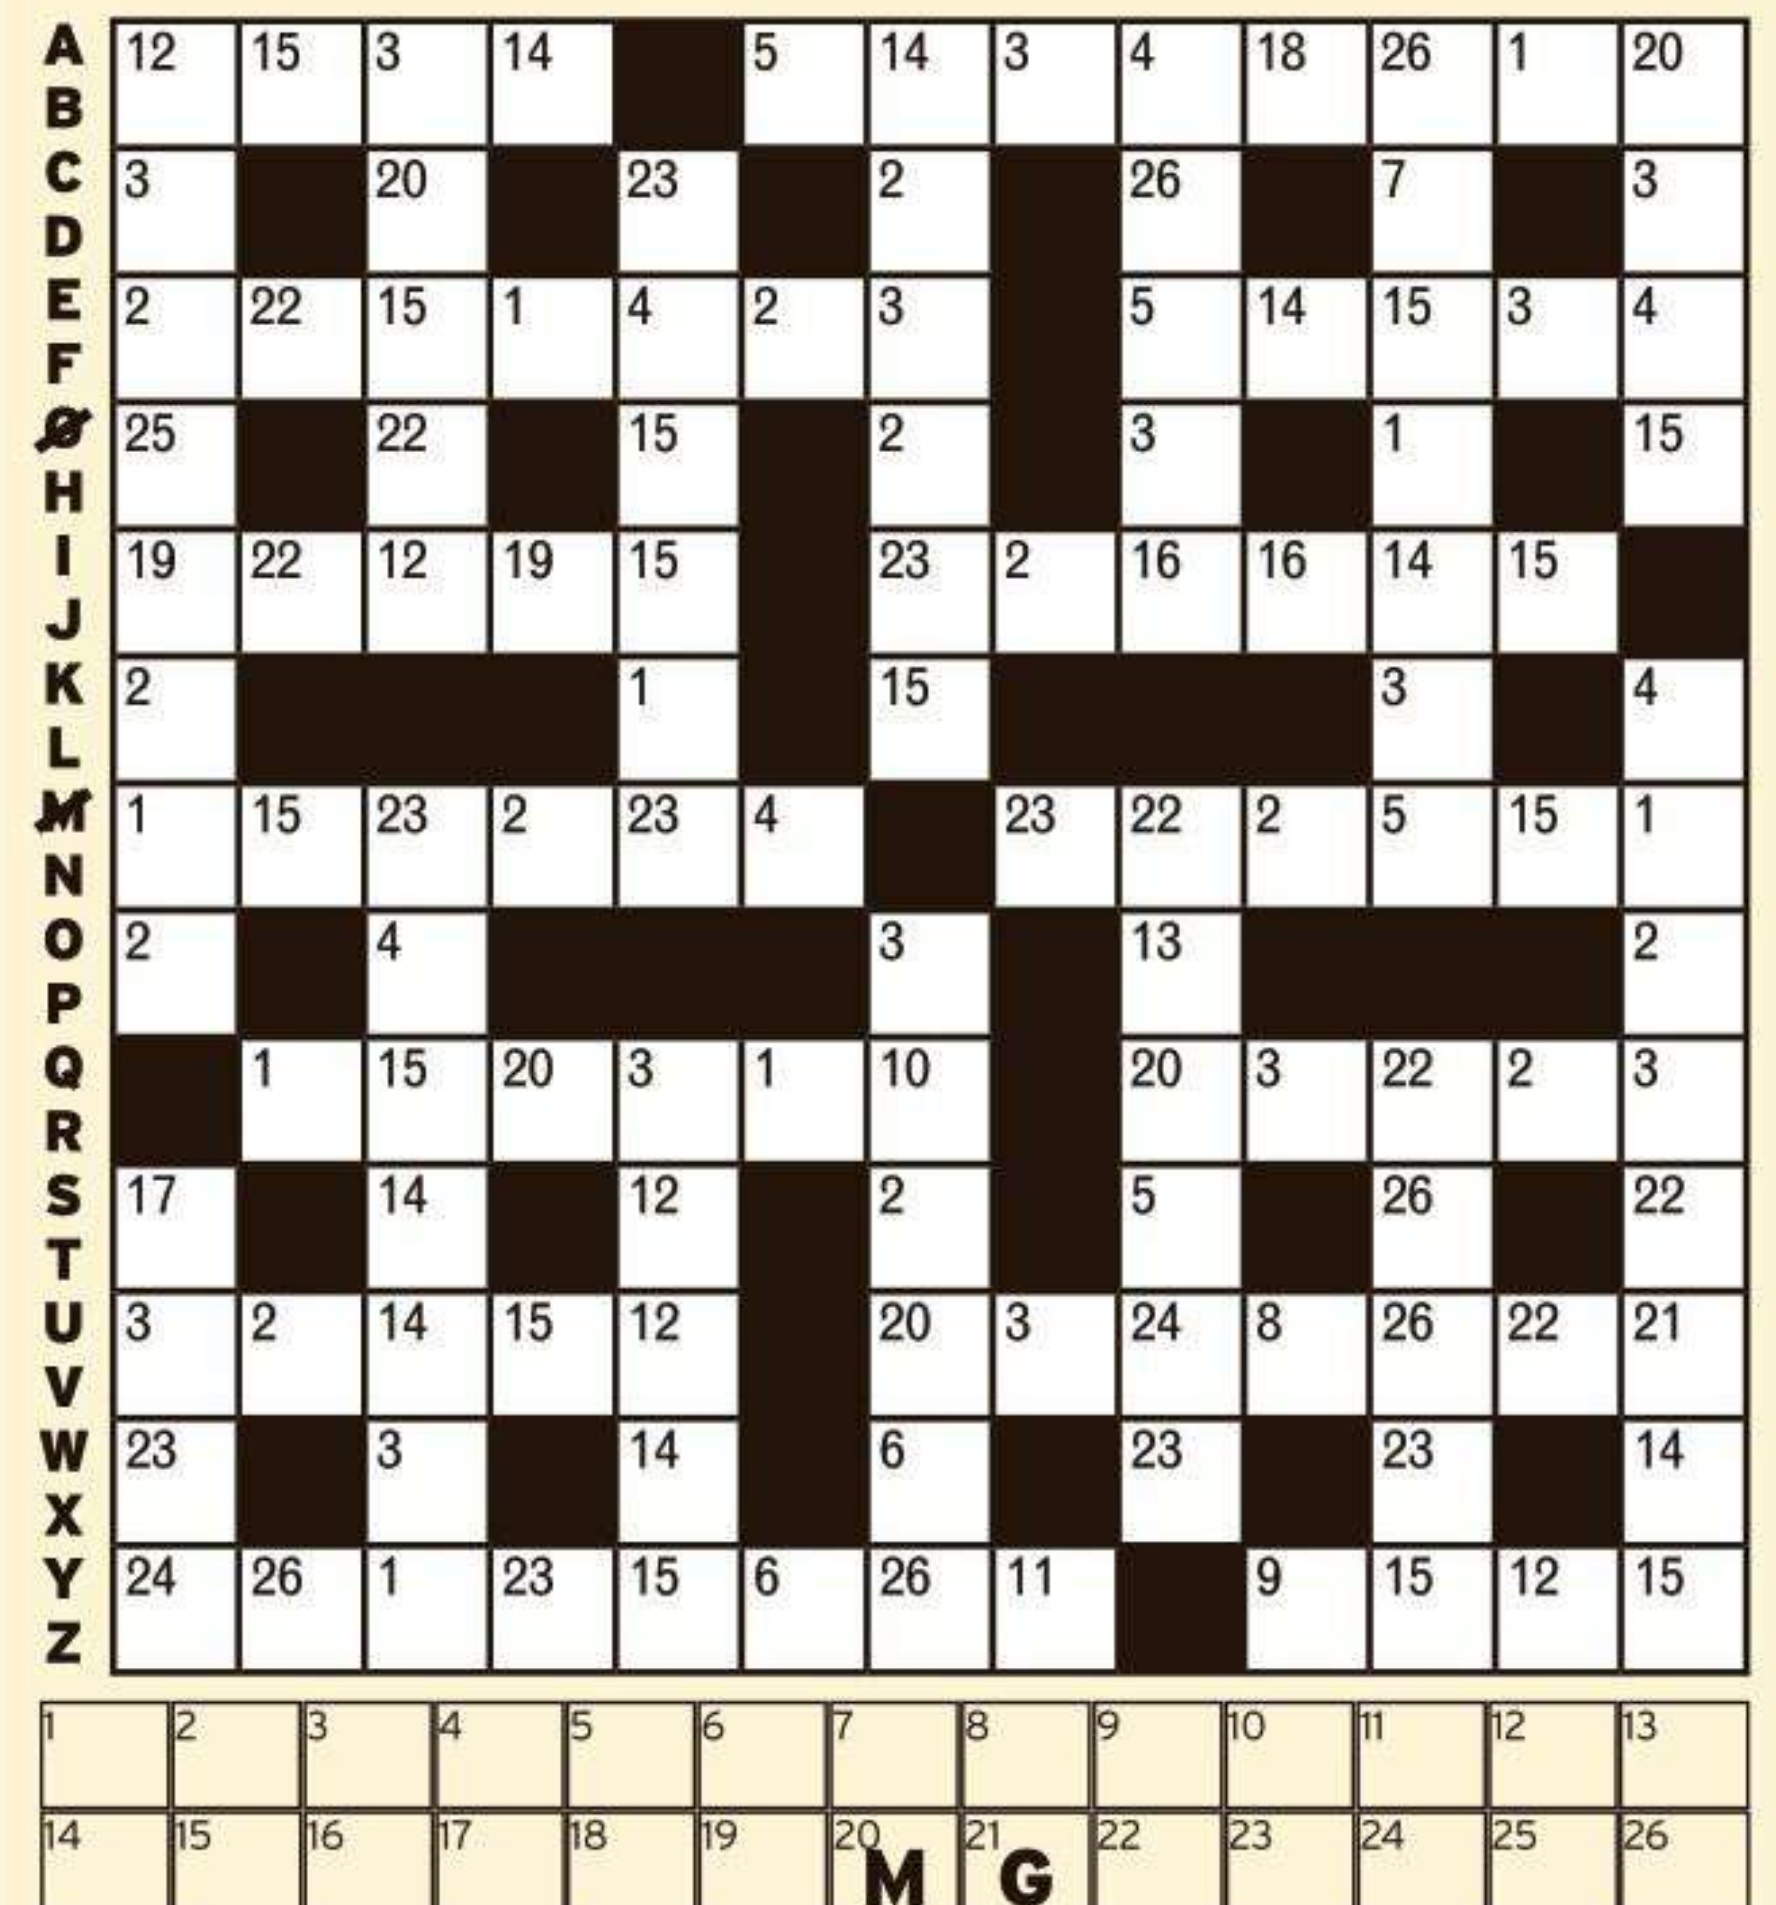 A
B
12 15 3 14 5 14 3 4 18 26 1 20
C
D
3 20 23 2 26 7 3
E
F
2 22 15 1 4 2 3 5 14 15 3 4
G
H
25 22 15 2 3 1 15
I
J
19 22 12 19 15 23 2 16 16 14 15
K
L
2 1 15 3 4
M
N
1 15 23 2 23 4 23 22 2 5 15 1
O
P
2 4 3 13 2
Q
R
1 15 20 3 1 10 20 3 22 2 3
S
T
17 14 12 2 5 26 22
U
V
3 2 14 15 12 20 3 24 8 26 22 21
W
X
23 3 14 6 23 23 14
Y
Z
24 26 1 23 15 6 26 11 9 15 12 15
1 2 3 4 5 6 7 8 9 10 11 12 13
14 15 16 17 18 19 20 21 22 23 24 25 26
M G